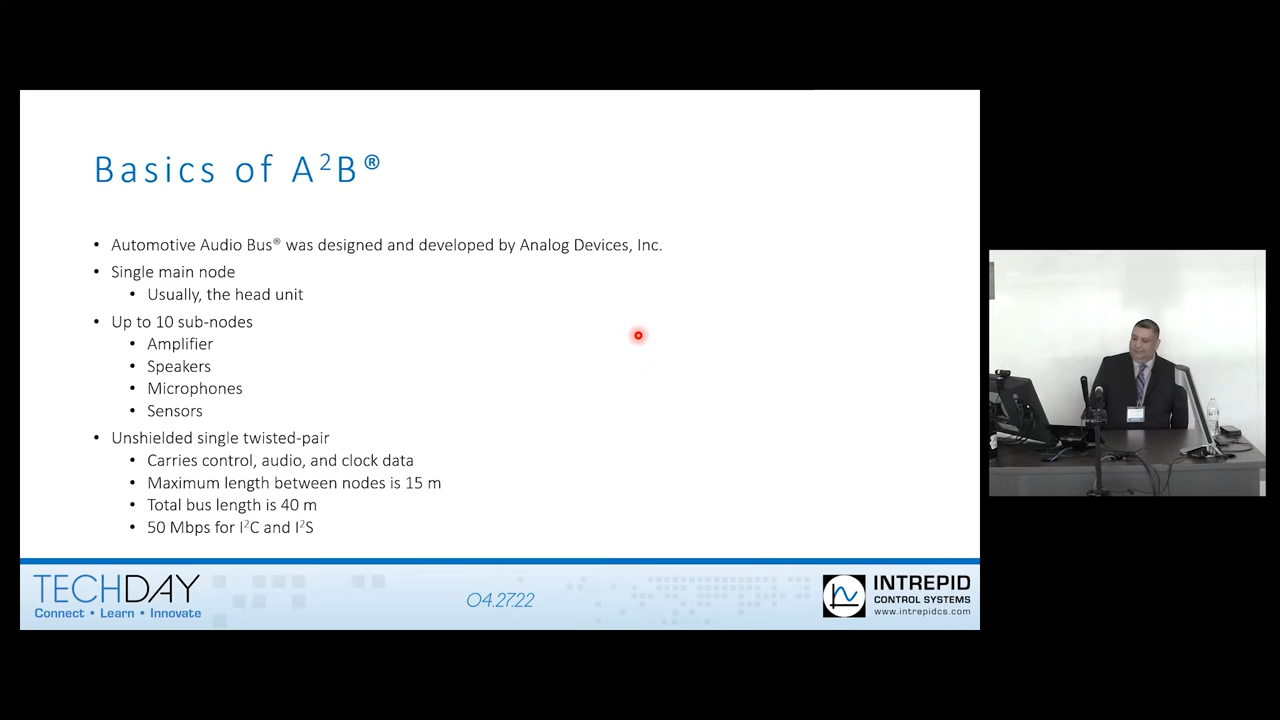 Basics of A²B®
• Automotive Audio Bus® was designed and developed by Analog Devices, Inc.
• Single main node
• Usually, the head unit
• Up to 10 sub-nodes
• Amplifier
• Speakers
• Microphones
• Sensors
• Unshielded single twisted-pair
• Carries control, audio, and clock data
• Maximum length between nodes is 15 m
• Total bus length is 40 m
• 50 Mbps for I²C and I²S
TECHDAY
Connect • Learn • Innovate
04.27.22
INTREPID
CONTROL SYSTEMS
www.intrepidcs.com